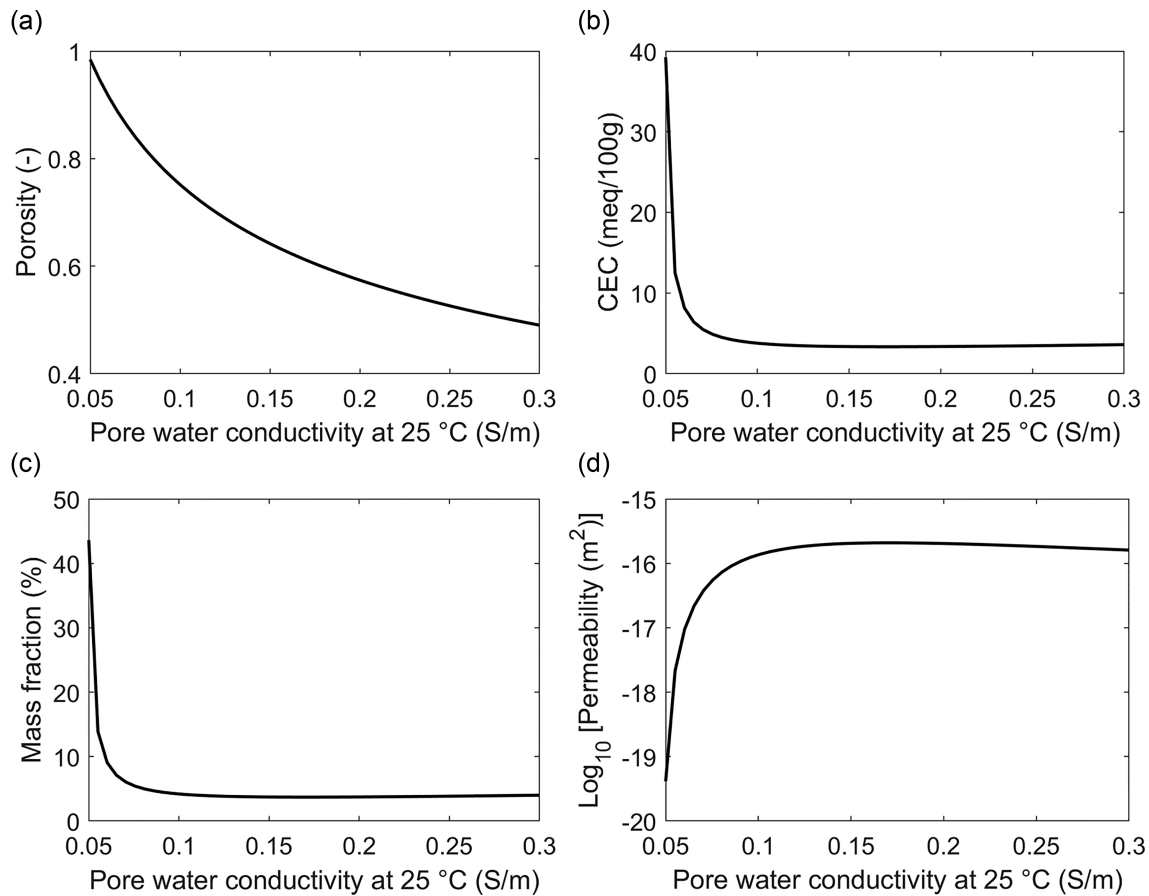 (a)
1
0.8
0.6
0.4
Porosity (-)
0.05 0.1 0.15 0.2 0.25 0.3
Pore water conductivity at 25 °C (S/m)
(b)
40
30
20
10
0
CEC (meq/100g)
0.05 0.1 0.15 0.2 0.25 0.3
Pore water conductivity at 25 °C (S/m)
(c)
50
40
30
20
10
0
Mass fraction (%)
0.05 0.1 0.15 0.2 0.25 0.3
Pore water conductivity at 25 °C (S/m)
(d)
-15
-16
-17
-18
-19
-20
Log₁₀ [Permeability (m²)]
0.05 0.1 0.15 0.2 0.25 0.3
Pore water conductivity at 25 °C (S/m)